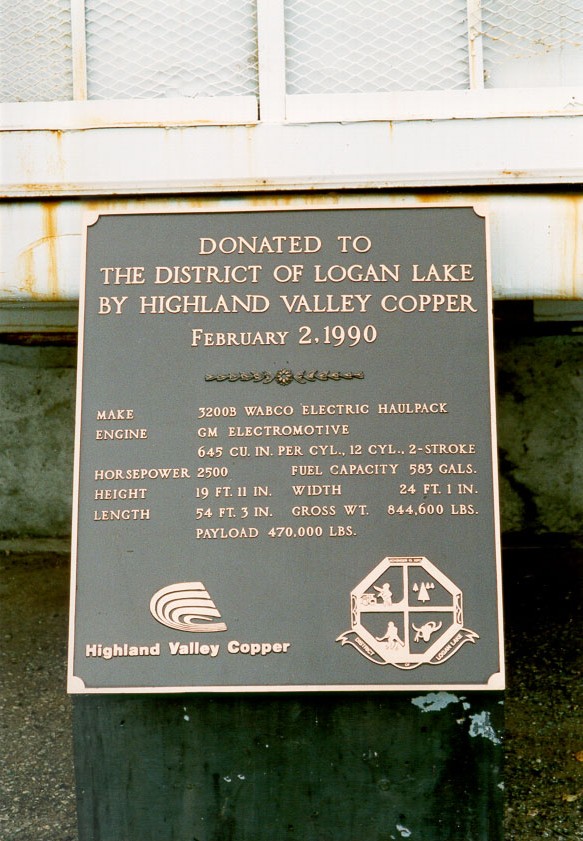 DONATED TO
THE DISTRICT OF LOGAN LAKE
BY HIGHLAND VALLEY COPPER
FEBRUARY 2, 1990
MAKE 3200B WABCO ELECTRIC HAULPACK
ENGINE GM ELECTROMOTIVE
645 CU. IN. PER CYL., 12 CYL., 2-STROKE
HORSEPOWER 2500 FUEL CAPACITY 583 GALS.
HEIGHT 19 FT. 11 IN. WIDTH 24 FT. 1 IN.
LENGTH 54 FT. 3 IN. GROSS WT. 844,600 LBS.
PAYLOAD 470,000 LBS.
Highland Valley Copper
DISTRICT OF LOGAN LAKE